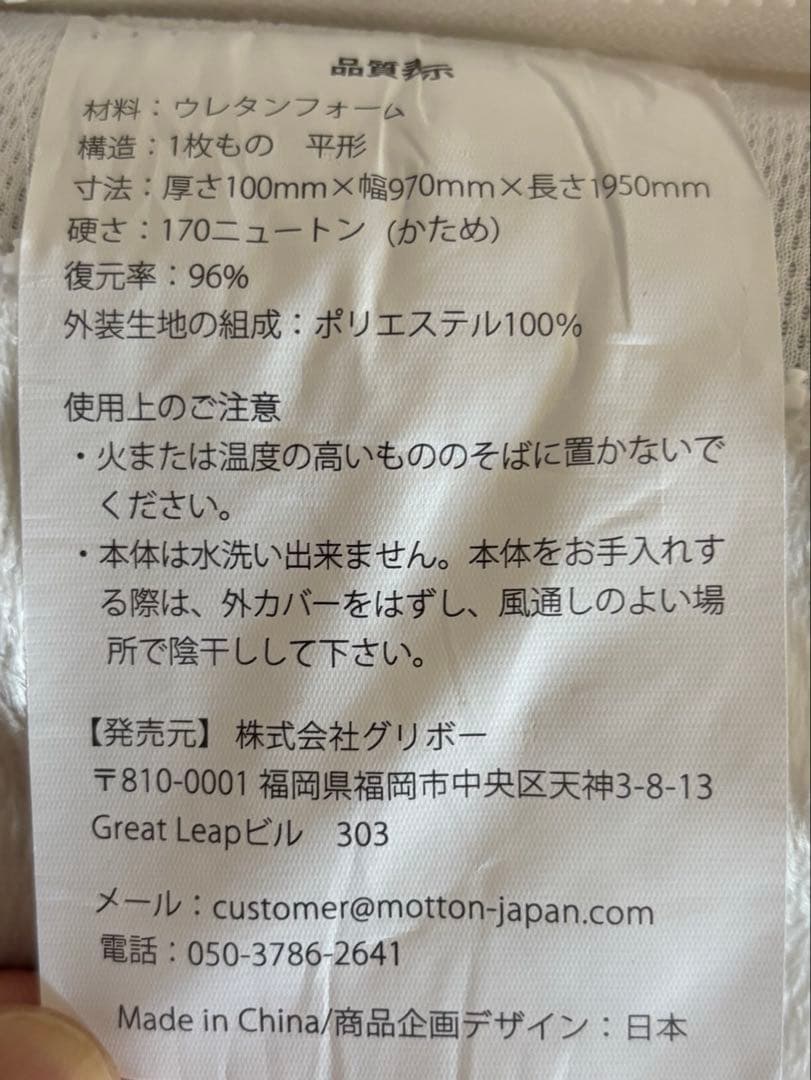 品質表示
材料：ウレタンフォーム
構造：1枚もの　平形
寸法：厚さ100mm×幅970mm×長さ1950mm
硬さ：170ニュートン（かため）
復元率：96%
外装生地の組成：ポリエステル100%
使用上のご注意
・火または温度の高いもののそばに置かないで
ください。
・本体は水洗い出来ません。本体をお手入れす
る際は、外カバーをはずし、風通しのよい場
所で陰干しして下さい。
【発売元】 株式会社グリボー
〒810-0001 福岡県福岡市中央区天神3-8-13
Great Leapビル　303
メール：customer@motton-japan.com
電話：050-3786-2641
Made in China/商品企画デザイン：日本